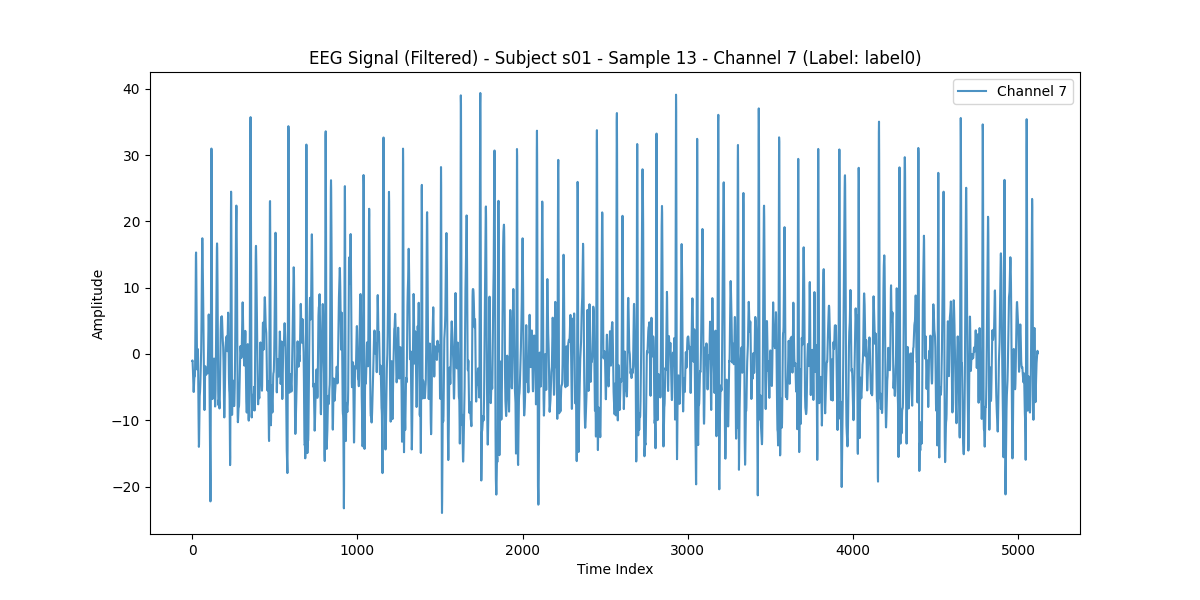 EEG Signal (Filtered) - Subject s01 - Sample 13 - Channel 7 (Label: label0)
Channel 7
40
30
20
10
0
−10
−20
Amplitude
0 1000 2000 3000 4000 5000
Time Index